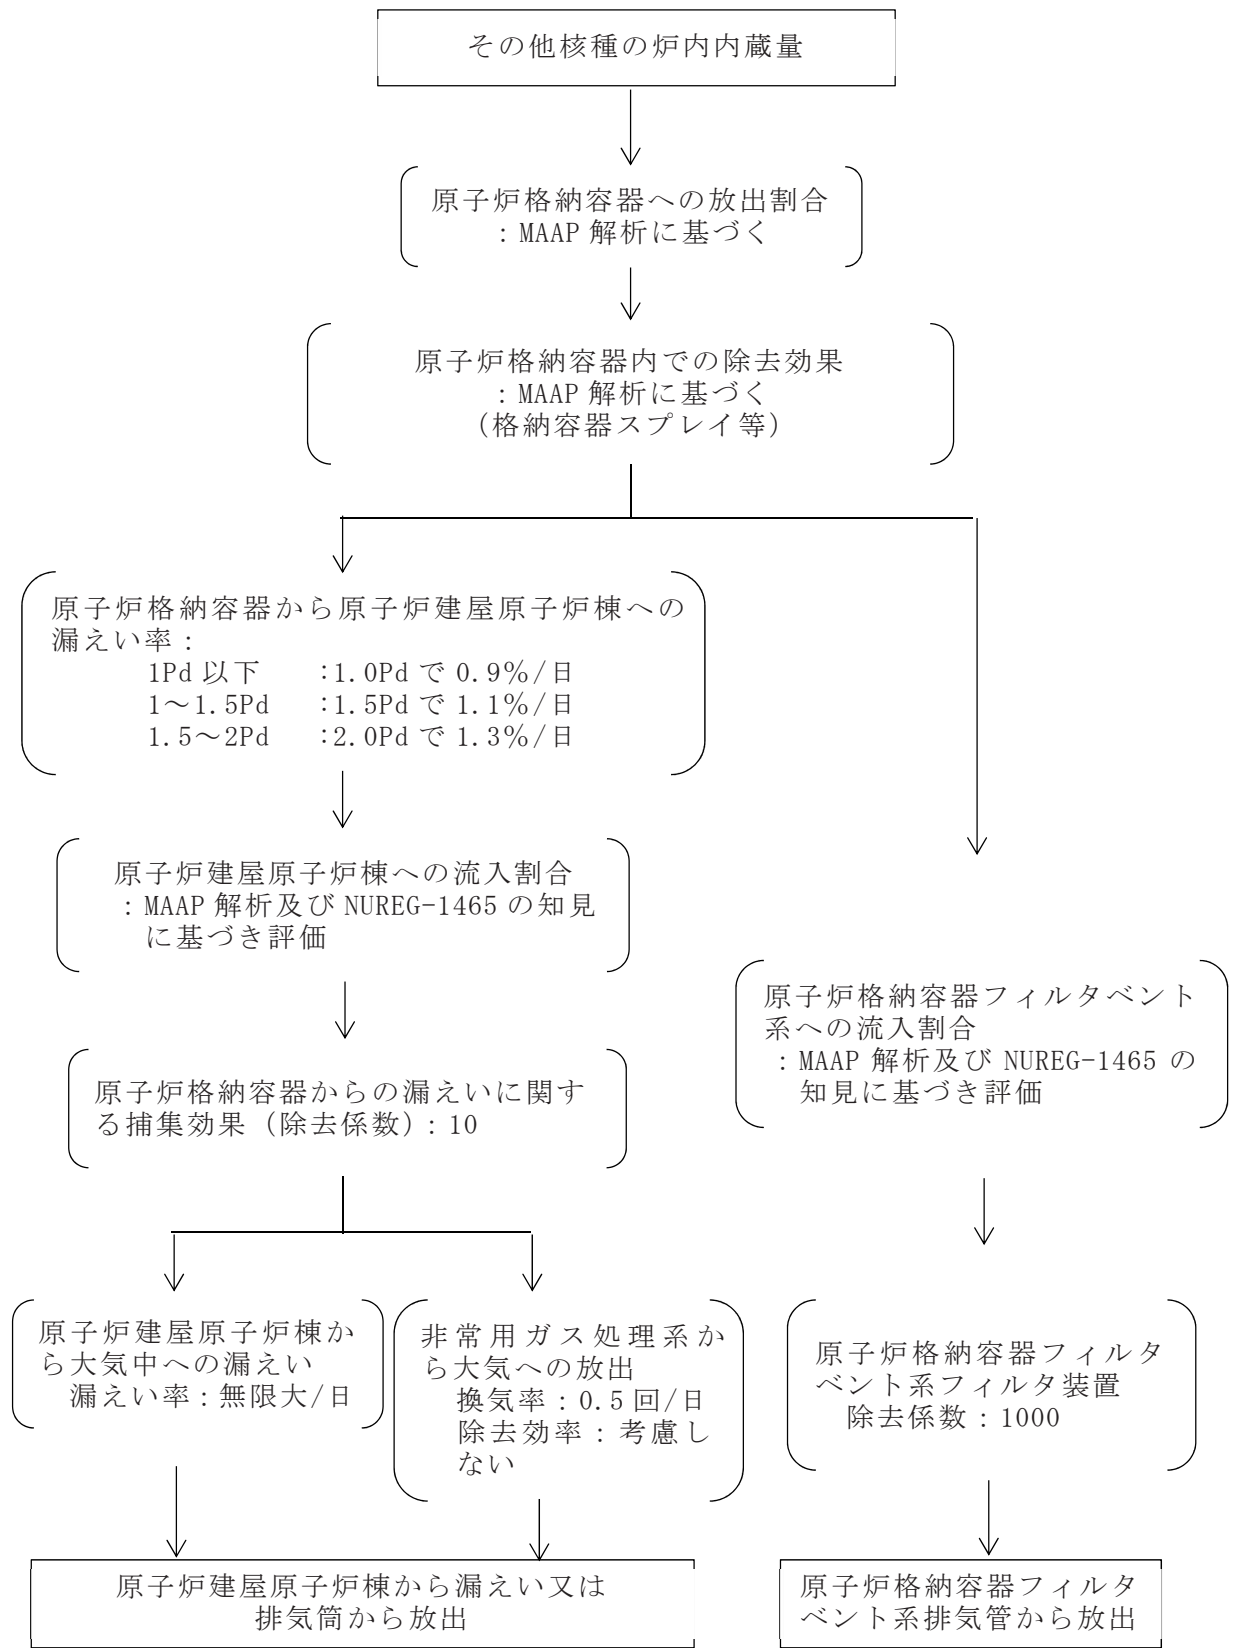 その他核種の炉内内蔵量
原子炉格納容器への放出割合
：MAAP 解析に基づく
原子炉格納容器内での除去効果
：MAAP 解析に基づく
（格納容器スプレイ等）
原子炉格納容器から原子炉建屋原子炉棟への
漏えい率：
1Pd 以下　：1.0Pd で 0.9％/日
1～1.5Pd　：1.5Pd で 1.1％/日
1.5～2Pd　：2.0Pd で 1.3％/日
原子炉建屋原子炉棟への流入割合
：MAAP 解析及び NUREG-1465 の知見
に基づき評価
原子炉格納容器からの漏えいに関す
る捕集効果（除去係数）：10
原子炉建屋原子炉棟か
ら大気中への漏えい
漏えい率：無限大/日
非常用ガス処理系か
ら大気への放出
換気率：0.5 回/日
除去効率：考慮し
ない
原子炉建屋原子炉棟から漏えい又は
排気筒から放出
原子炉格納容器フィルタベント
系への流入割合
：MAAP 解析及び NUREG-1465 の
知見に基づき評価
原子炉格納容器フィルタ
ベント系フィルタ装置
除去係数：1000
原子炉格納容器フィルタ
ベント系排気管から放出